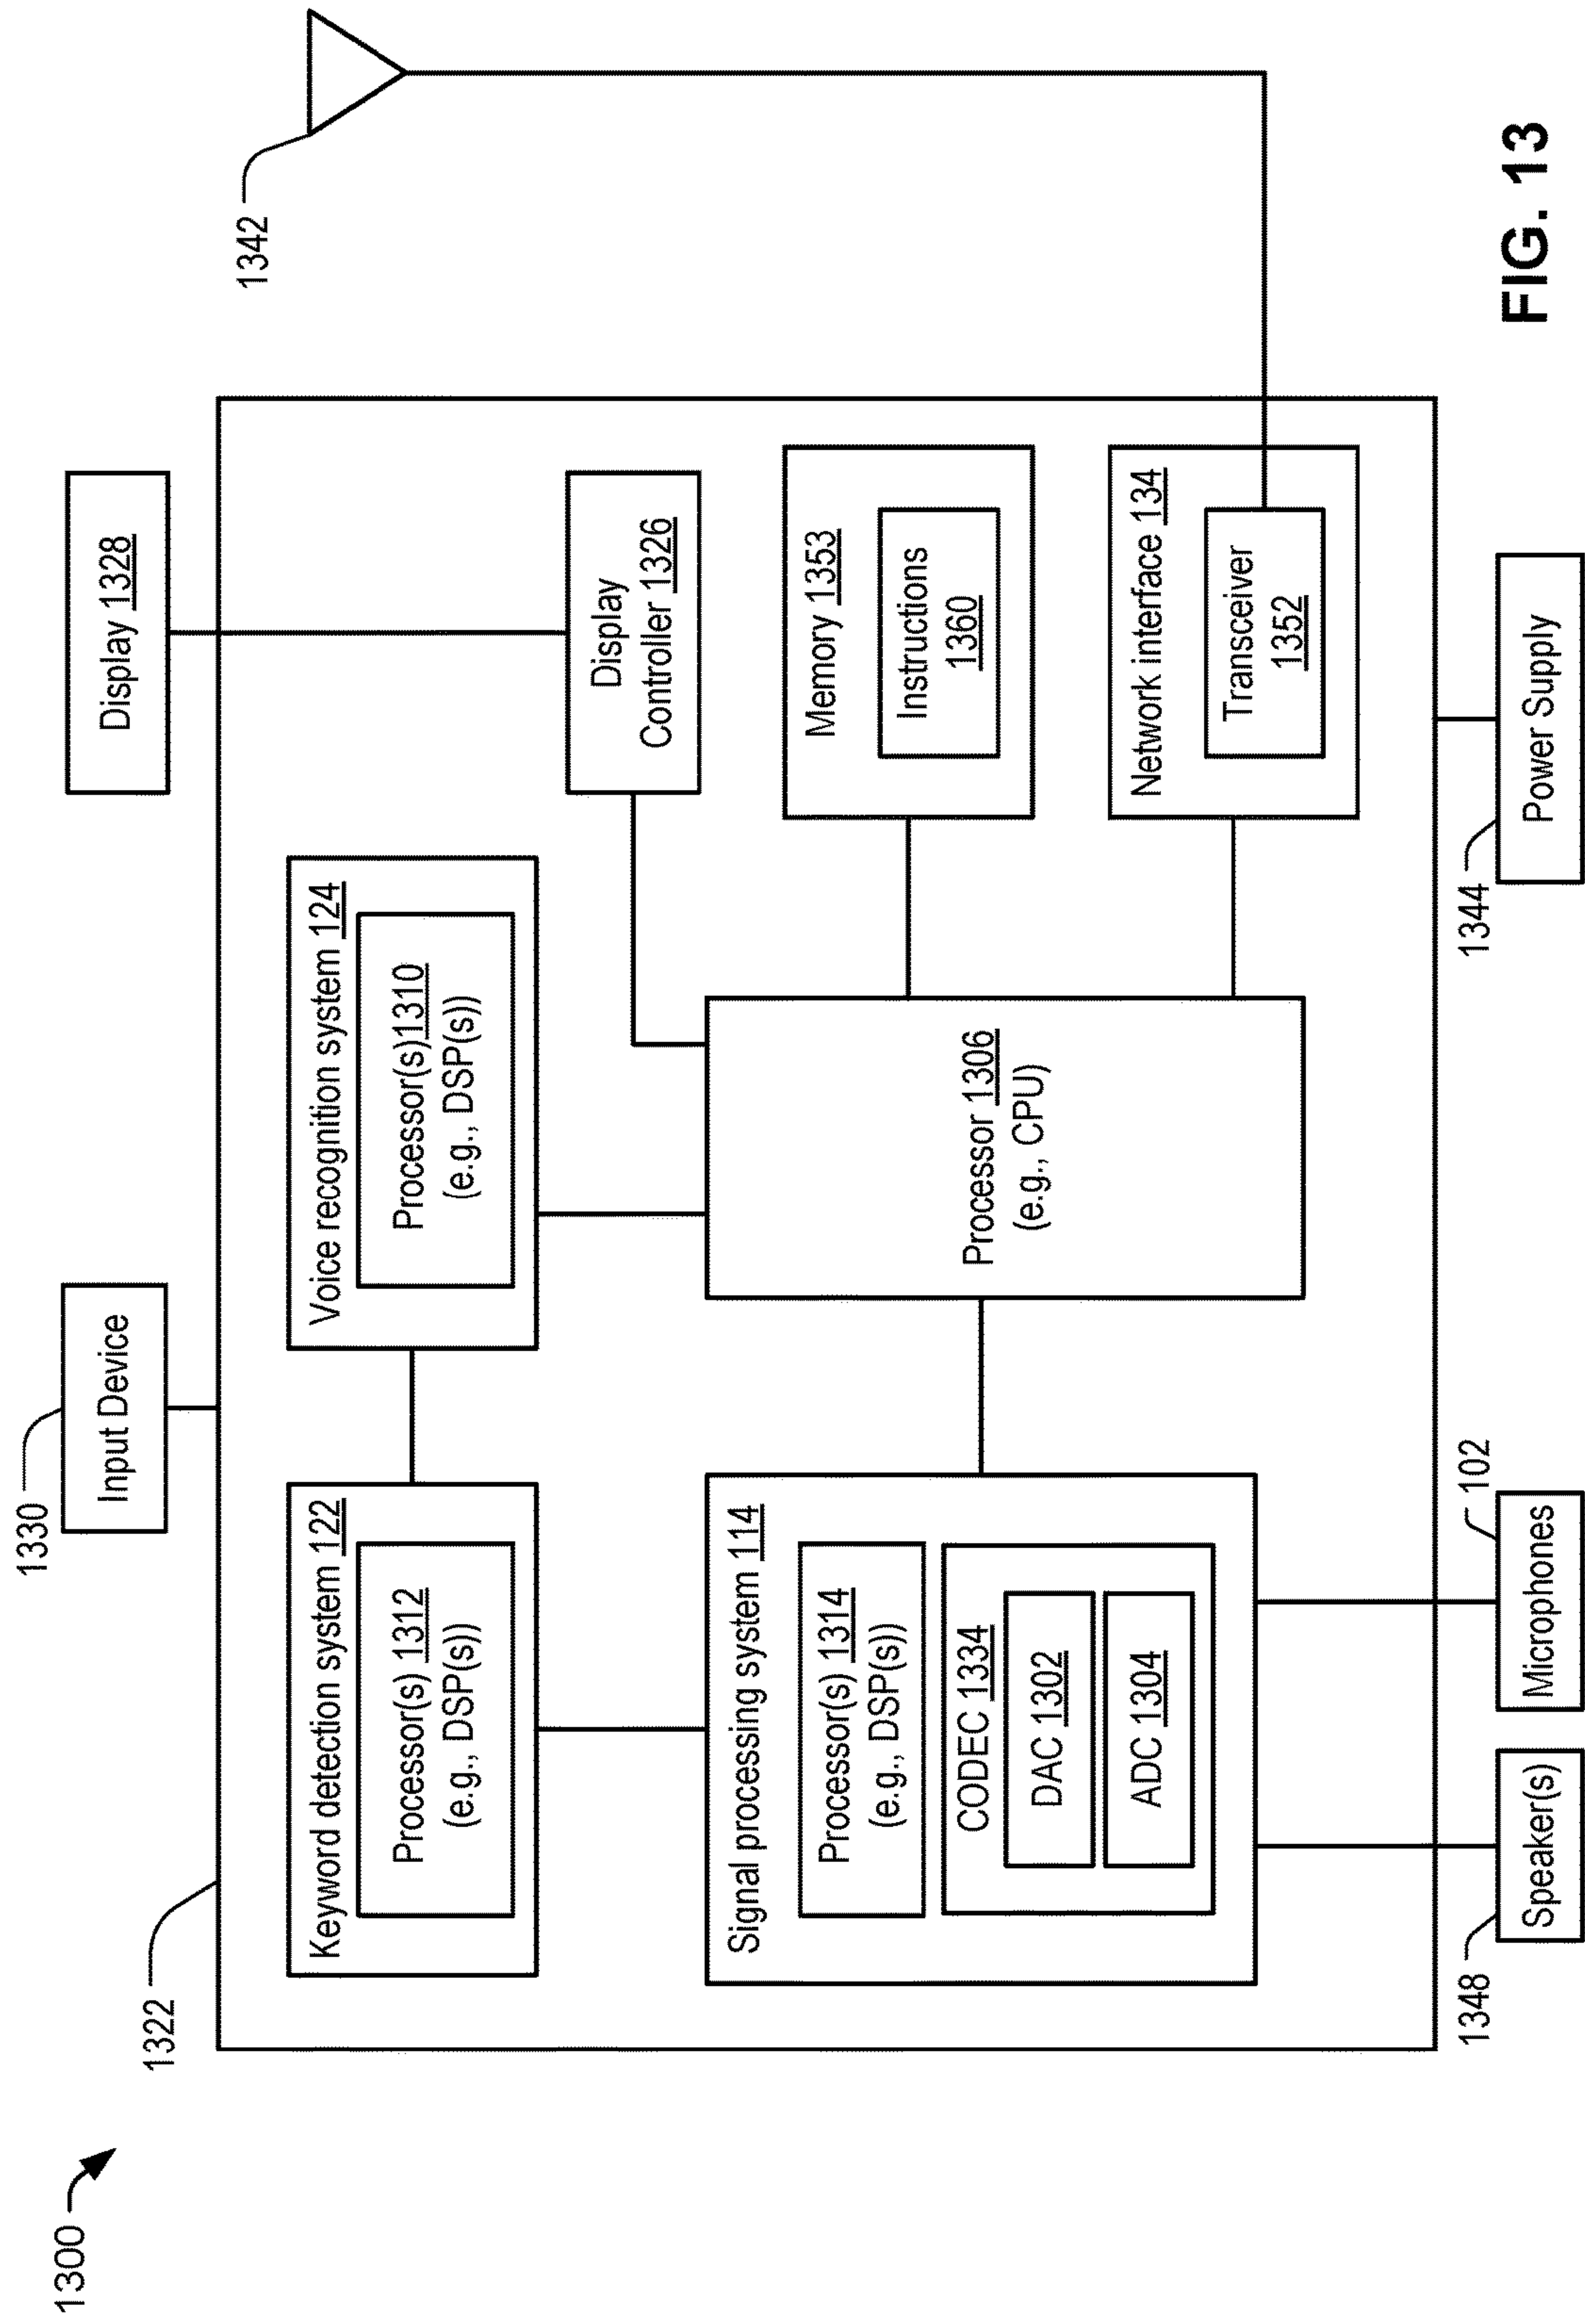 1300
1322
1330
Input Device
Display 1328
1342
Keyword detection system 122
Processor(s) 1312
(e.g., DSP(s))
Voice recognition system 124
Processor(s)1310
(e.g., DSP(s))
Display
Controller 1326
Signal processing system 114
Processor(s) 1314
(e.g., DSP(s))
CODEC 1334
DAC 1302
ADC 1304
Processor 1306
(e.g., CPU)
Memory 1353
Instructions
1360
Network interface 134
Transceiver
1352
1348
Speaker(s)
102
Microphones
1344
Power Supply
FIG. 13